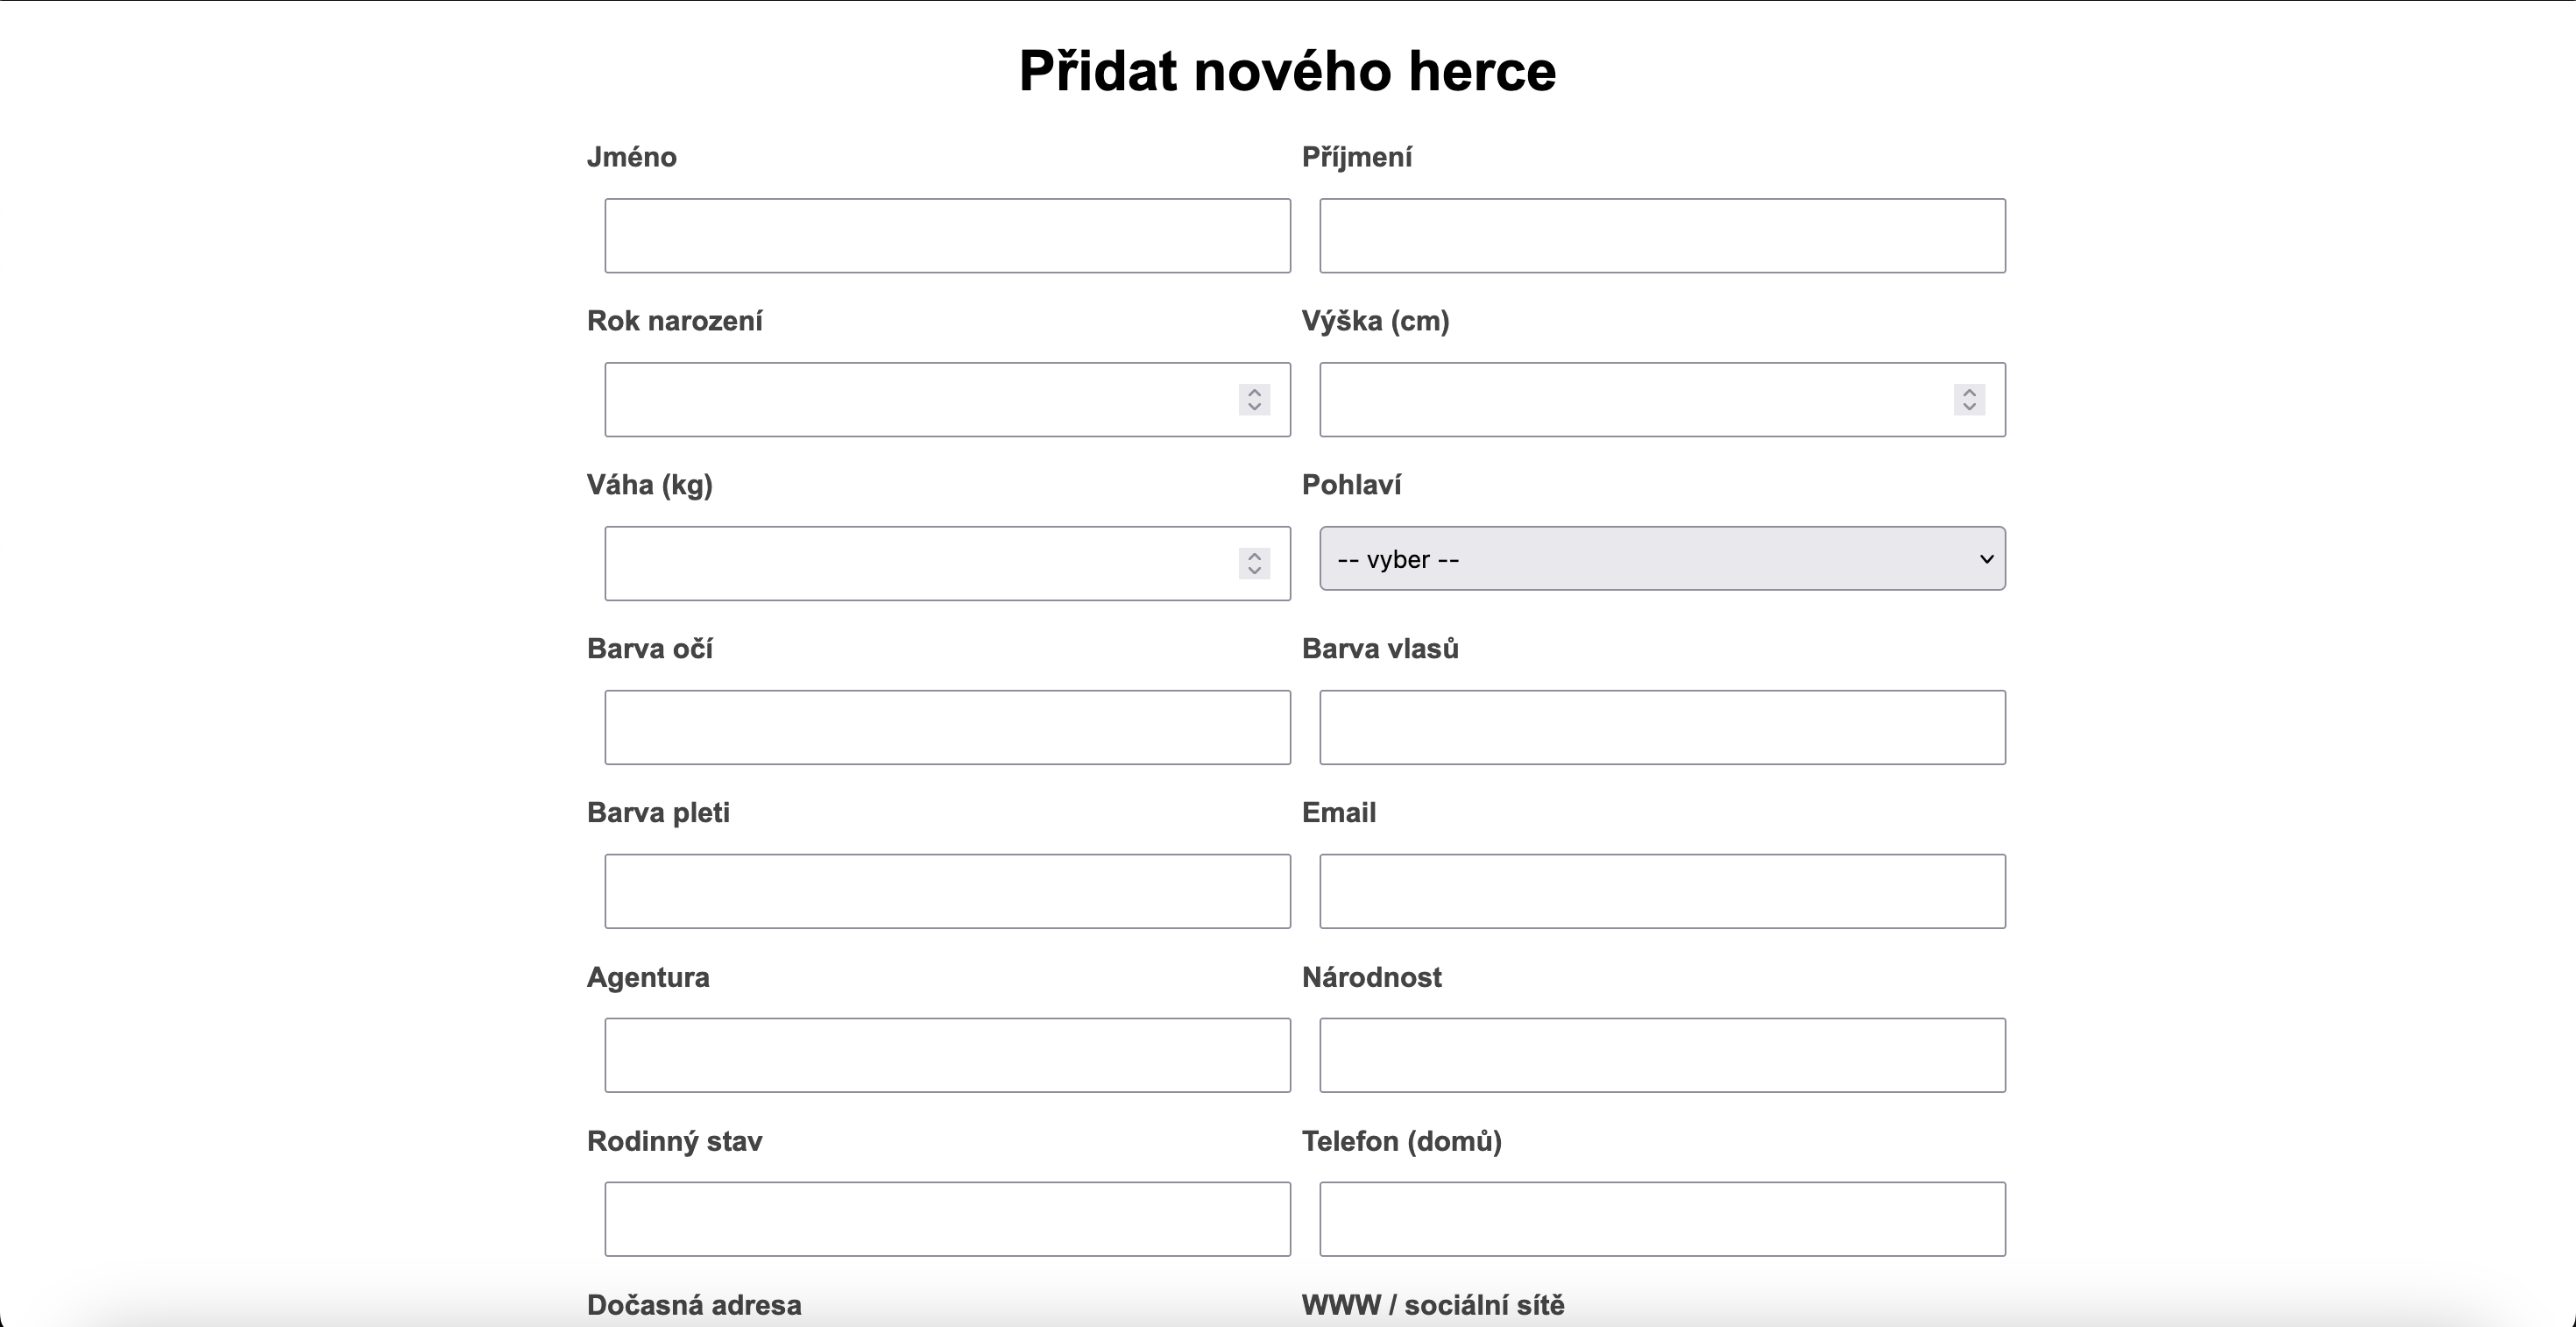 Přidat nového herce
Jméno
Příjmení
Rok narození
Výška (cm)
Váha (kg)
Pohlaví
-- vyber --
Barva očí
Barva vlasů
Barva pleti
Email
Agentura
Národnost
Rodinný stav
Telefon (domů)
Dočasná adresa
WWW / sociální sítě